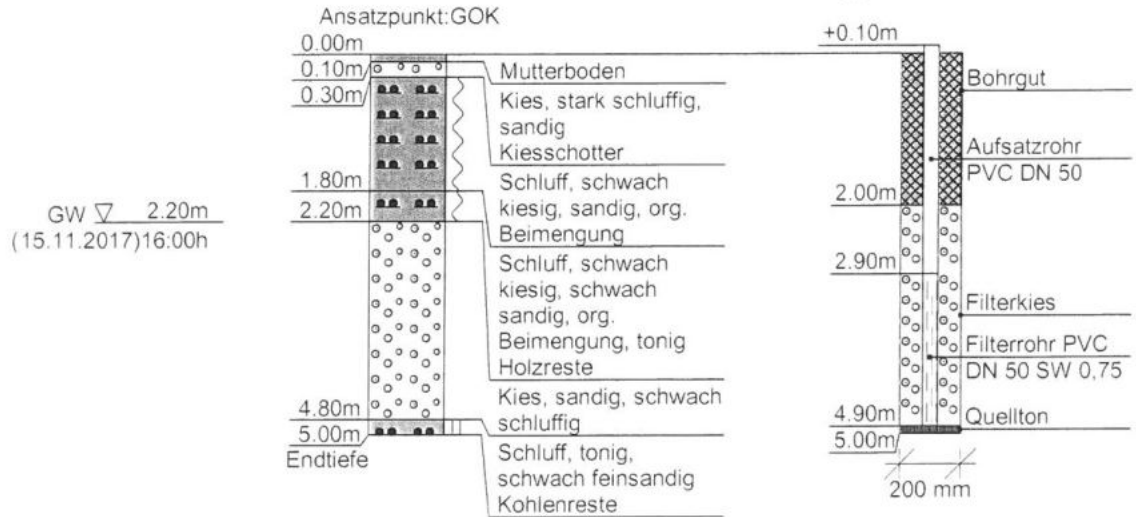 Ansatzpunkt:GOK
0.00m
0.10m
0.30m
1.80m
2.20m
4.80m
5.00m
Endtiefe
GW 2.20m
(15.11.2017)16:00h
Mutterboden
Kies, stark schluffig,
sandig
Kiesschotter
Schluff, schwach
kiesig, sandig, org.
Beimengung
Schluff, schwach
kiesig, schwach
sandig, org.
Beimengung, tonig
Holzreste
Kies, sandig, schwach
schluffig
Schluff, tonig,
schwach feinsandig
Kohlenreste
+0.10m
2.00m
2.90m
4.90m
5.00m
200 mm
Bohrgut
Aufsatzrohr
PVC DN 50
Filterkies
Filterrohr PVC
DN 50 SW 0,75
Quellton